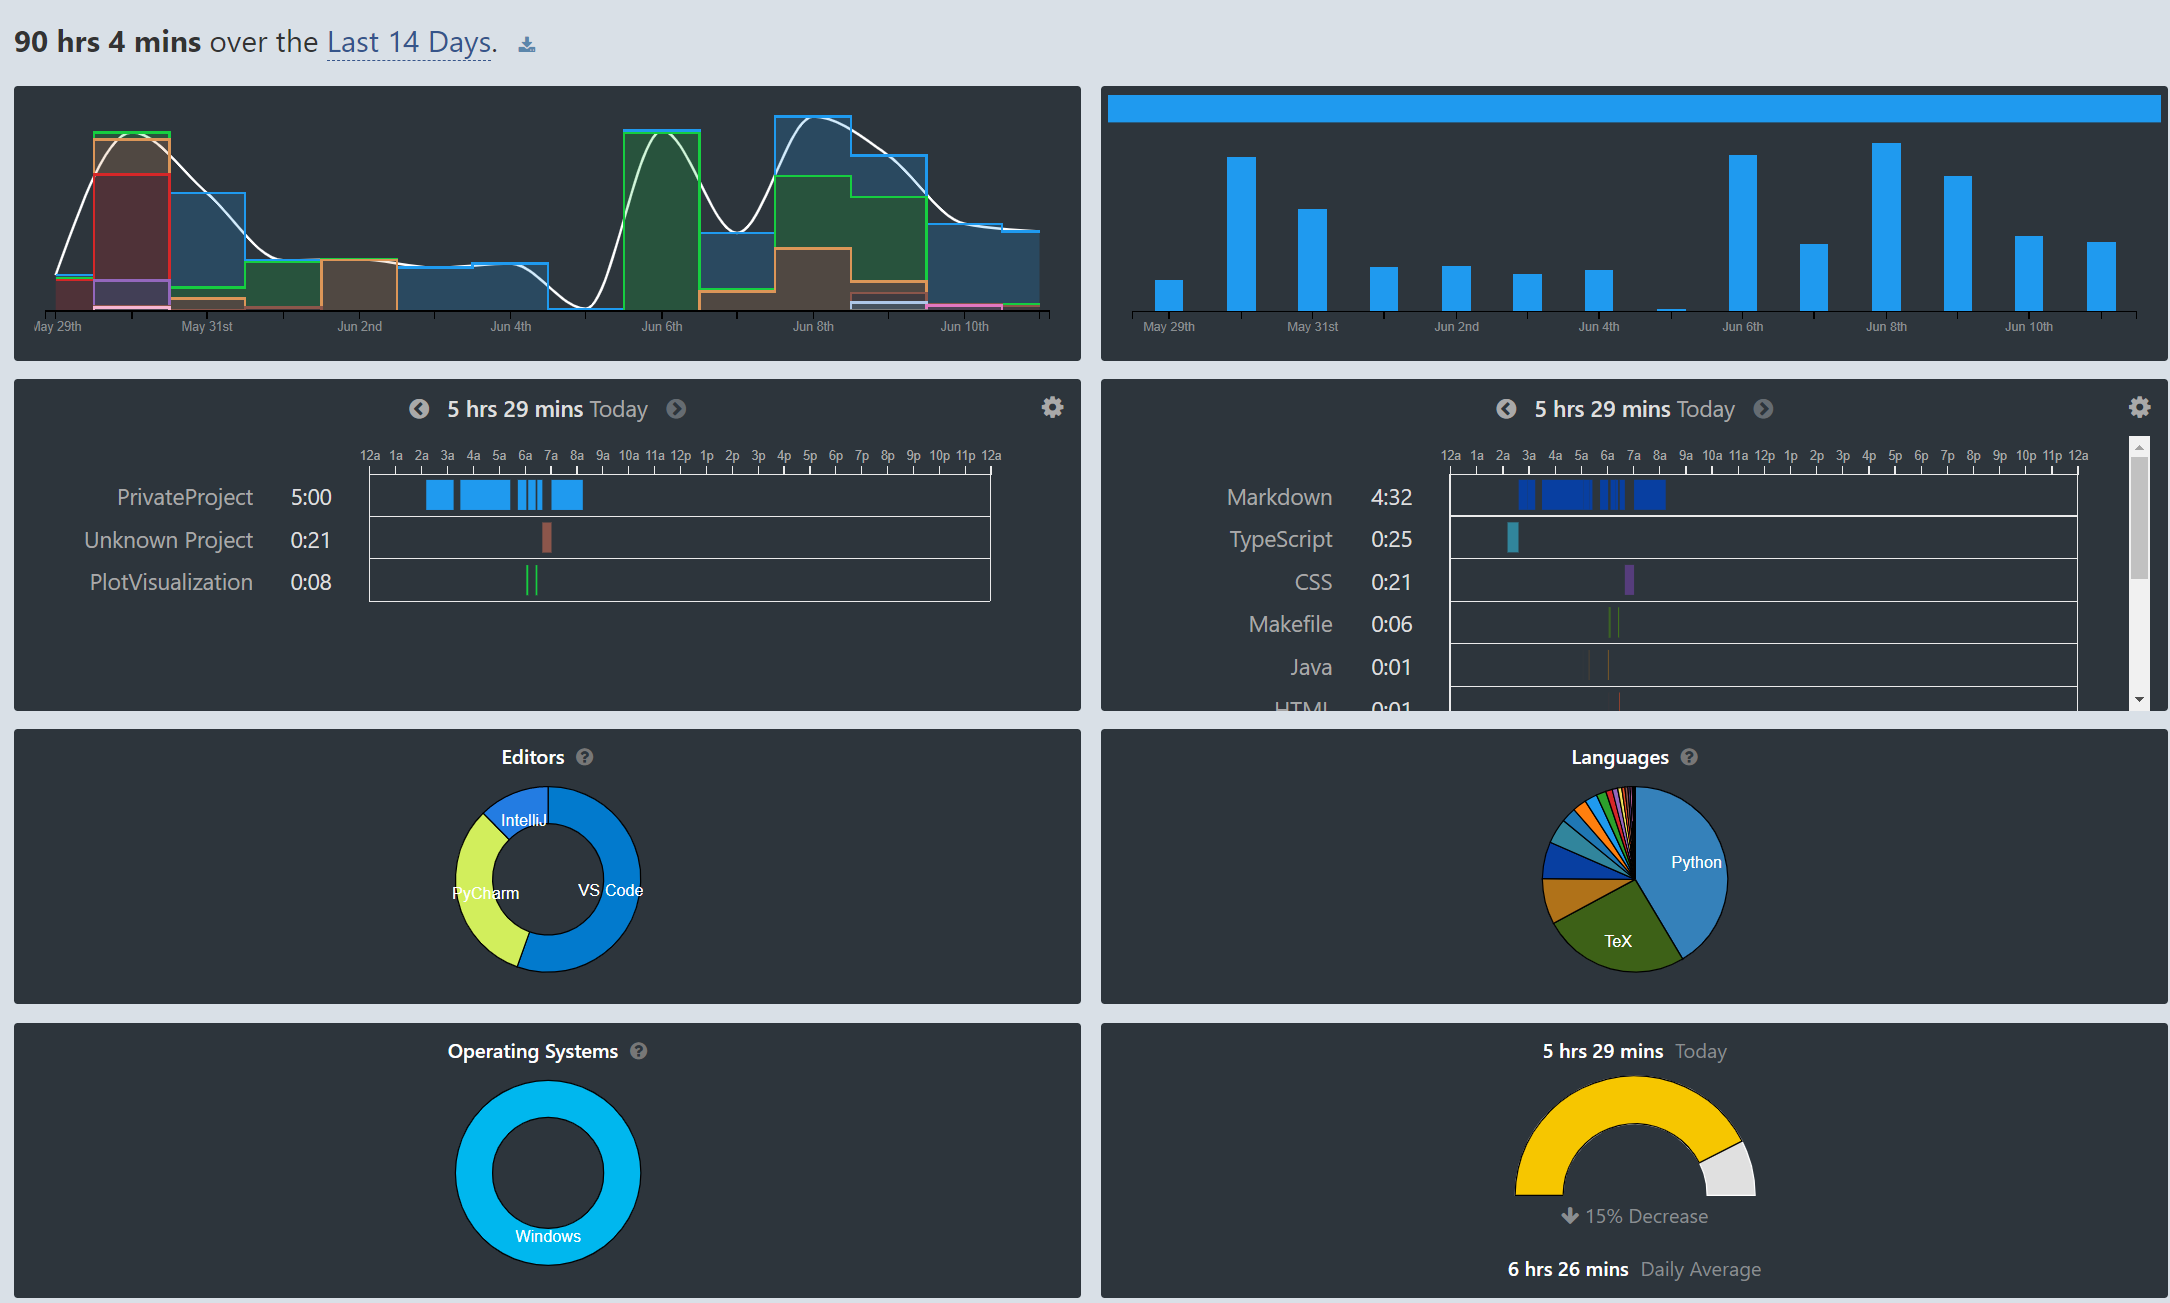 90 hrs 4 mins over the Last 14 Days.
May 29th May 31st Jun 2nd Jun 4th Jun 6th Jun 8th Jun 10th
May 29th May 31st Jun 2nd Jun 4th Jun 6th Jun 8th Jun 10th
5 hrs 29 mins Today
12a 1a 2a 3a 4a 5a 6a 7a 8a 9a 10a 11a 12p 1p 2p 3p 4p 5p 6p 7p 8p 9p 10p 11p 12a
PrivateProject 5:00
Unknown Project 0:21
PlotVisualization 0:08
5 hrs 29 mins Today
12a 1a 2a 3a 4a 5a 6a 7a 8a 9a 10a 11a 12p 1p 2p 3p 4p 5p 6p 7p 8p 9p 10p 11p 12a
Markdown 4:32
TypeScript 0:25
CSS 0:21
Makefile 0:06
Java 0:01
HTML 0:01
Editors
IntelliJ
PyCharm
VS Code
Languages
Python
TeX
Operating Systems
Windows
5 hrs 29 mins Today
15% Decrease
6 hrs 26 mins Daily Average